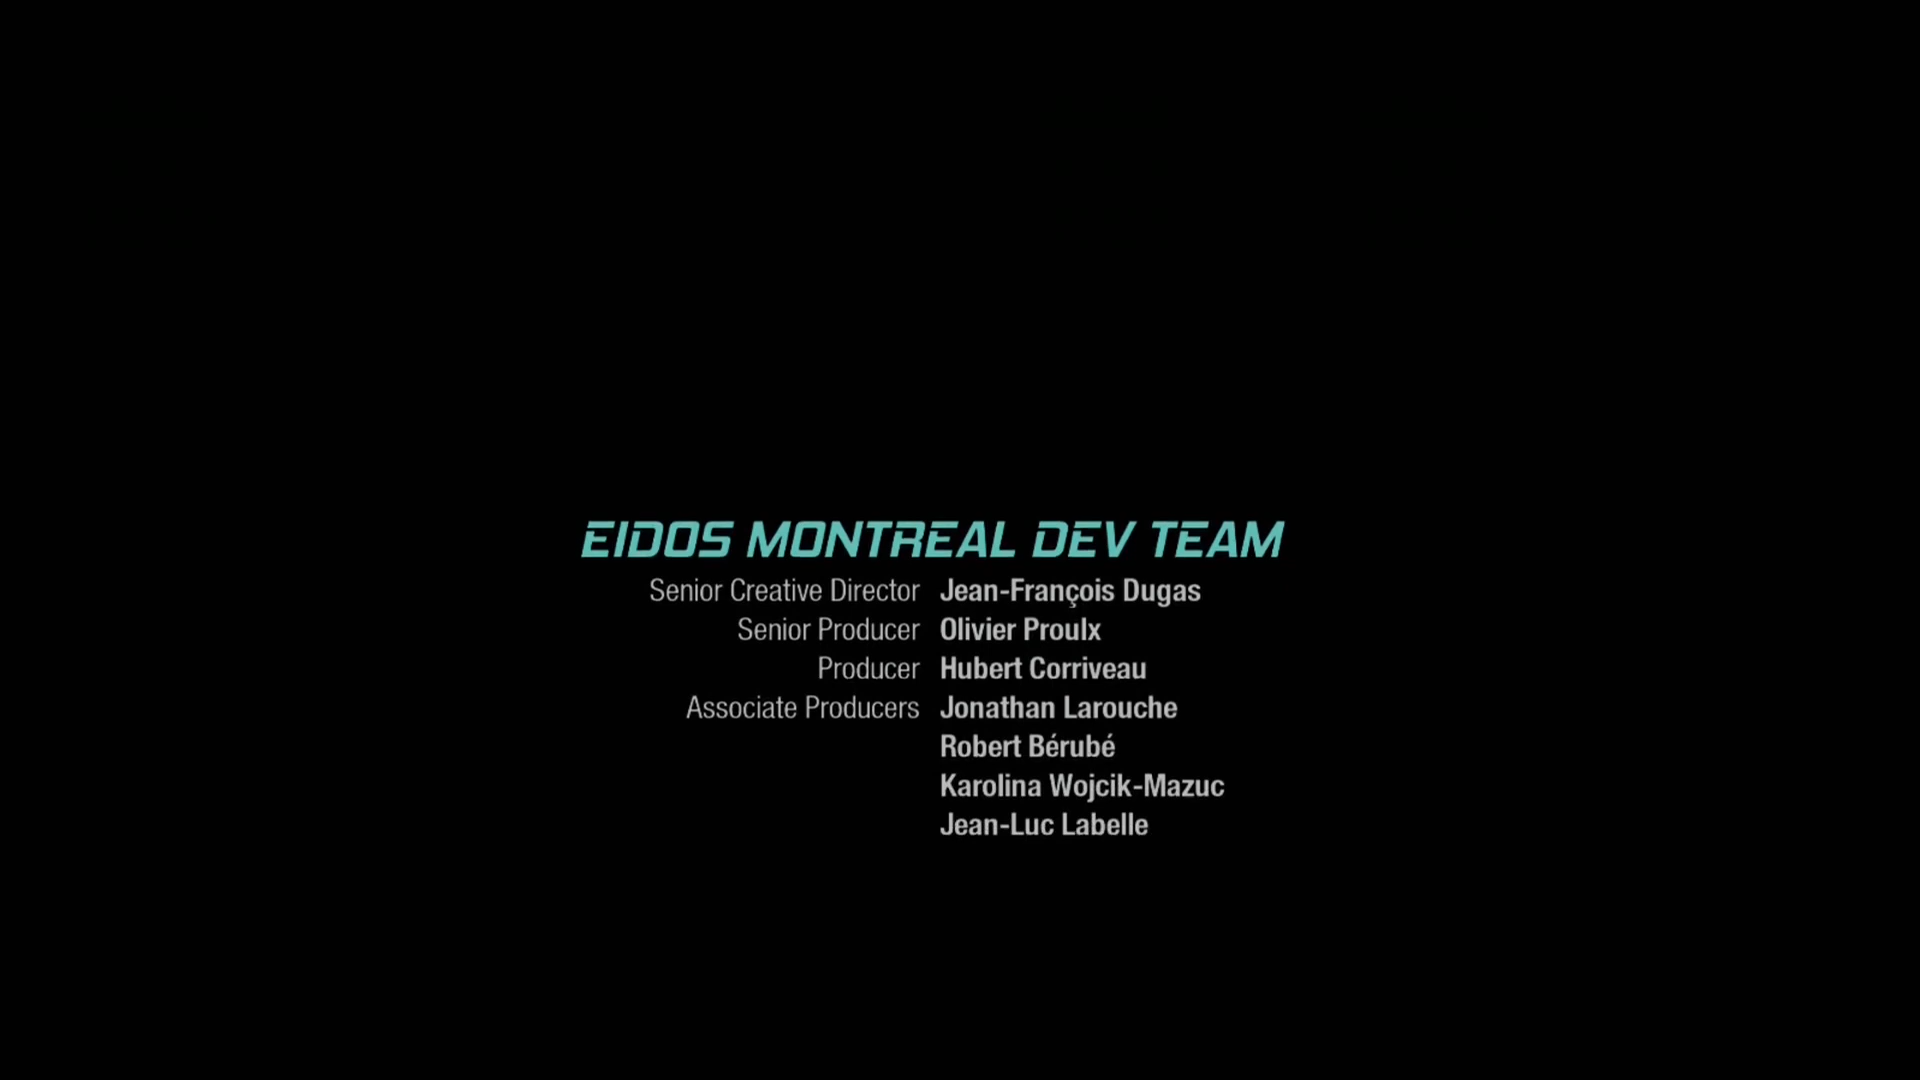 EIDOS MONTREAL DEV TEAM
Senior Creative Director Jean-François Dugas
Senior Producer Olivier Proulx
Producer Hubert Corriveau
Associate Producers Jonathan Larouche
Robert Bérubé
Karolina Wojcik-Mazuc
Jean-Luc Labelle